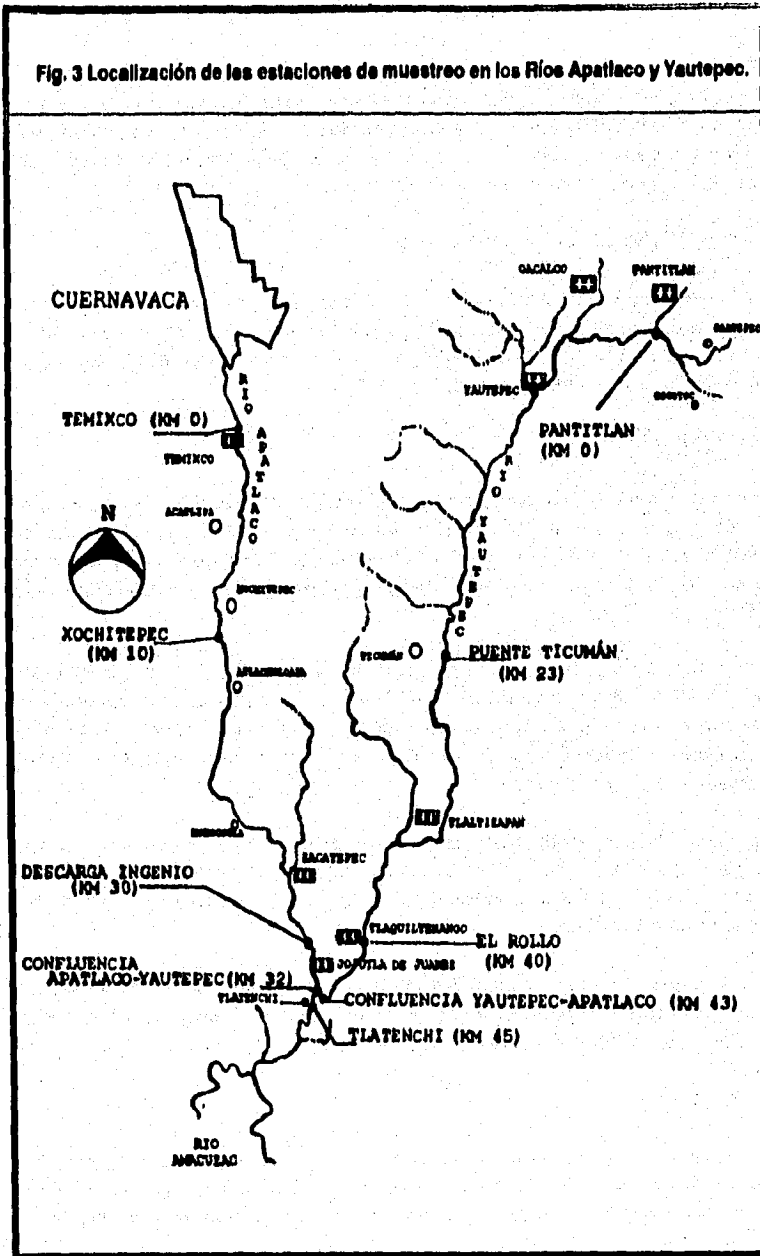 Fig. 3 Localización de las estaciones de muestreo en los Ríos Apatlaco y Yautepec.
CUERNAVACA
OACALCO
PANTITLAN
YAUTEPEC
PANTITLAN
(KM 0)
RIO APATLACO
TEMIXCO (KM 0)
TEMIXCO
RIO YAUTEPEC
N
XOCHITEPEC
XOCHITEPEC
(KM 10)
TICUMÁN
PUENTE TICUMÁN
(KM 23)
TLALTIZAPAN
ZACATEPEC
DESCARGA INGENIO
(KM 30)
TLAQUILTENANGO
EL ROLLO
(KM 40)
JOJUTLA DE JUAREZ
CONFLUENCIA
APATLACO-YAUTEPEC (KM 32)
TLATENCHI
CONFLUENCIA YAUTEPEC-APATLACO (KM 43)
TLATENCHI (KM 45)
RIO
AMACUZAC